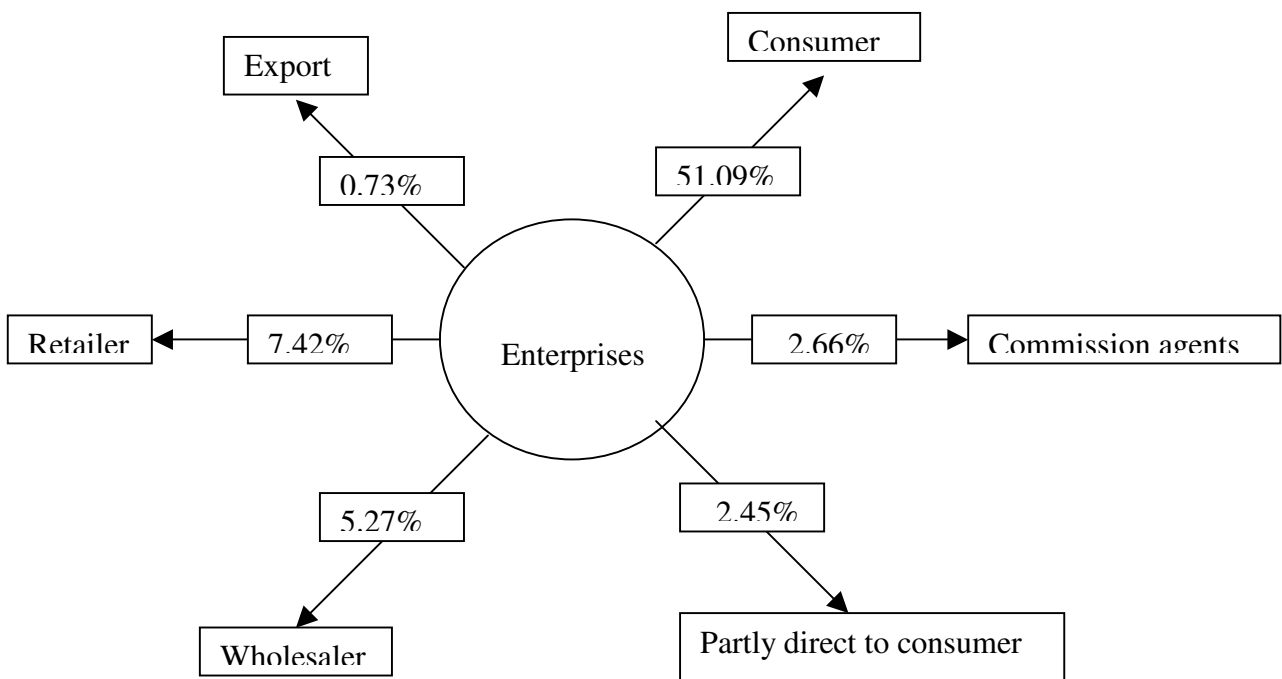 Consumer
Export
51.09%
0.73%
Retailer
7.42%
Enterprises
2.66%
Commission agents
5.27%
2.45%
Wholesaler
Partly direct to consumer